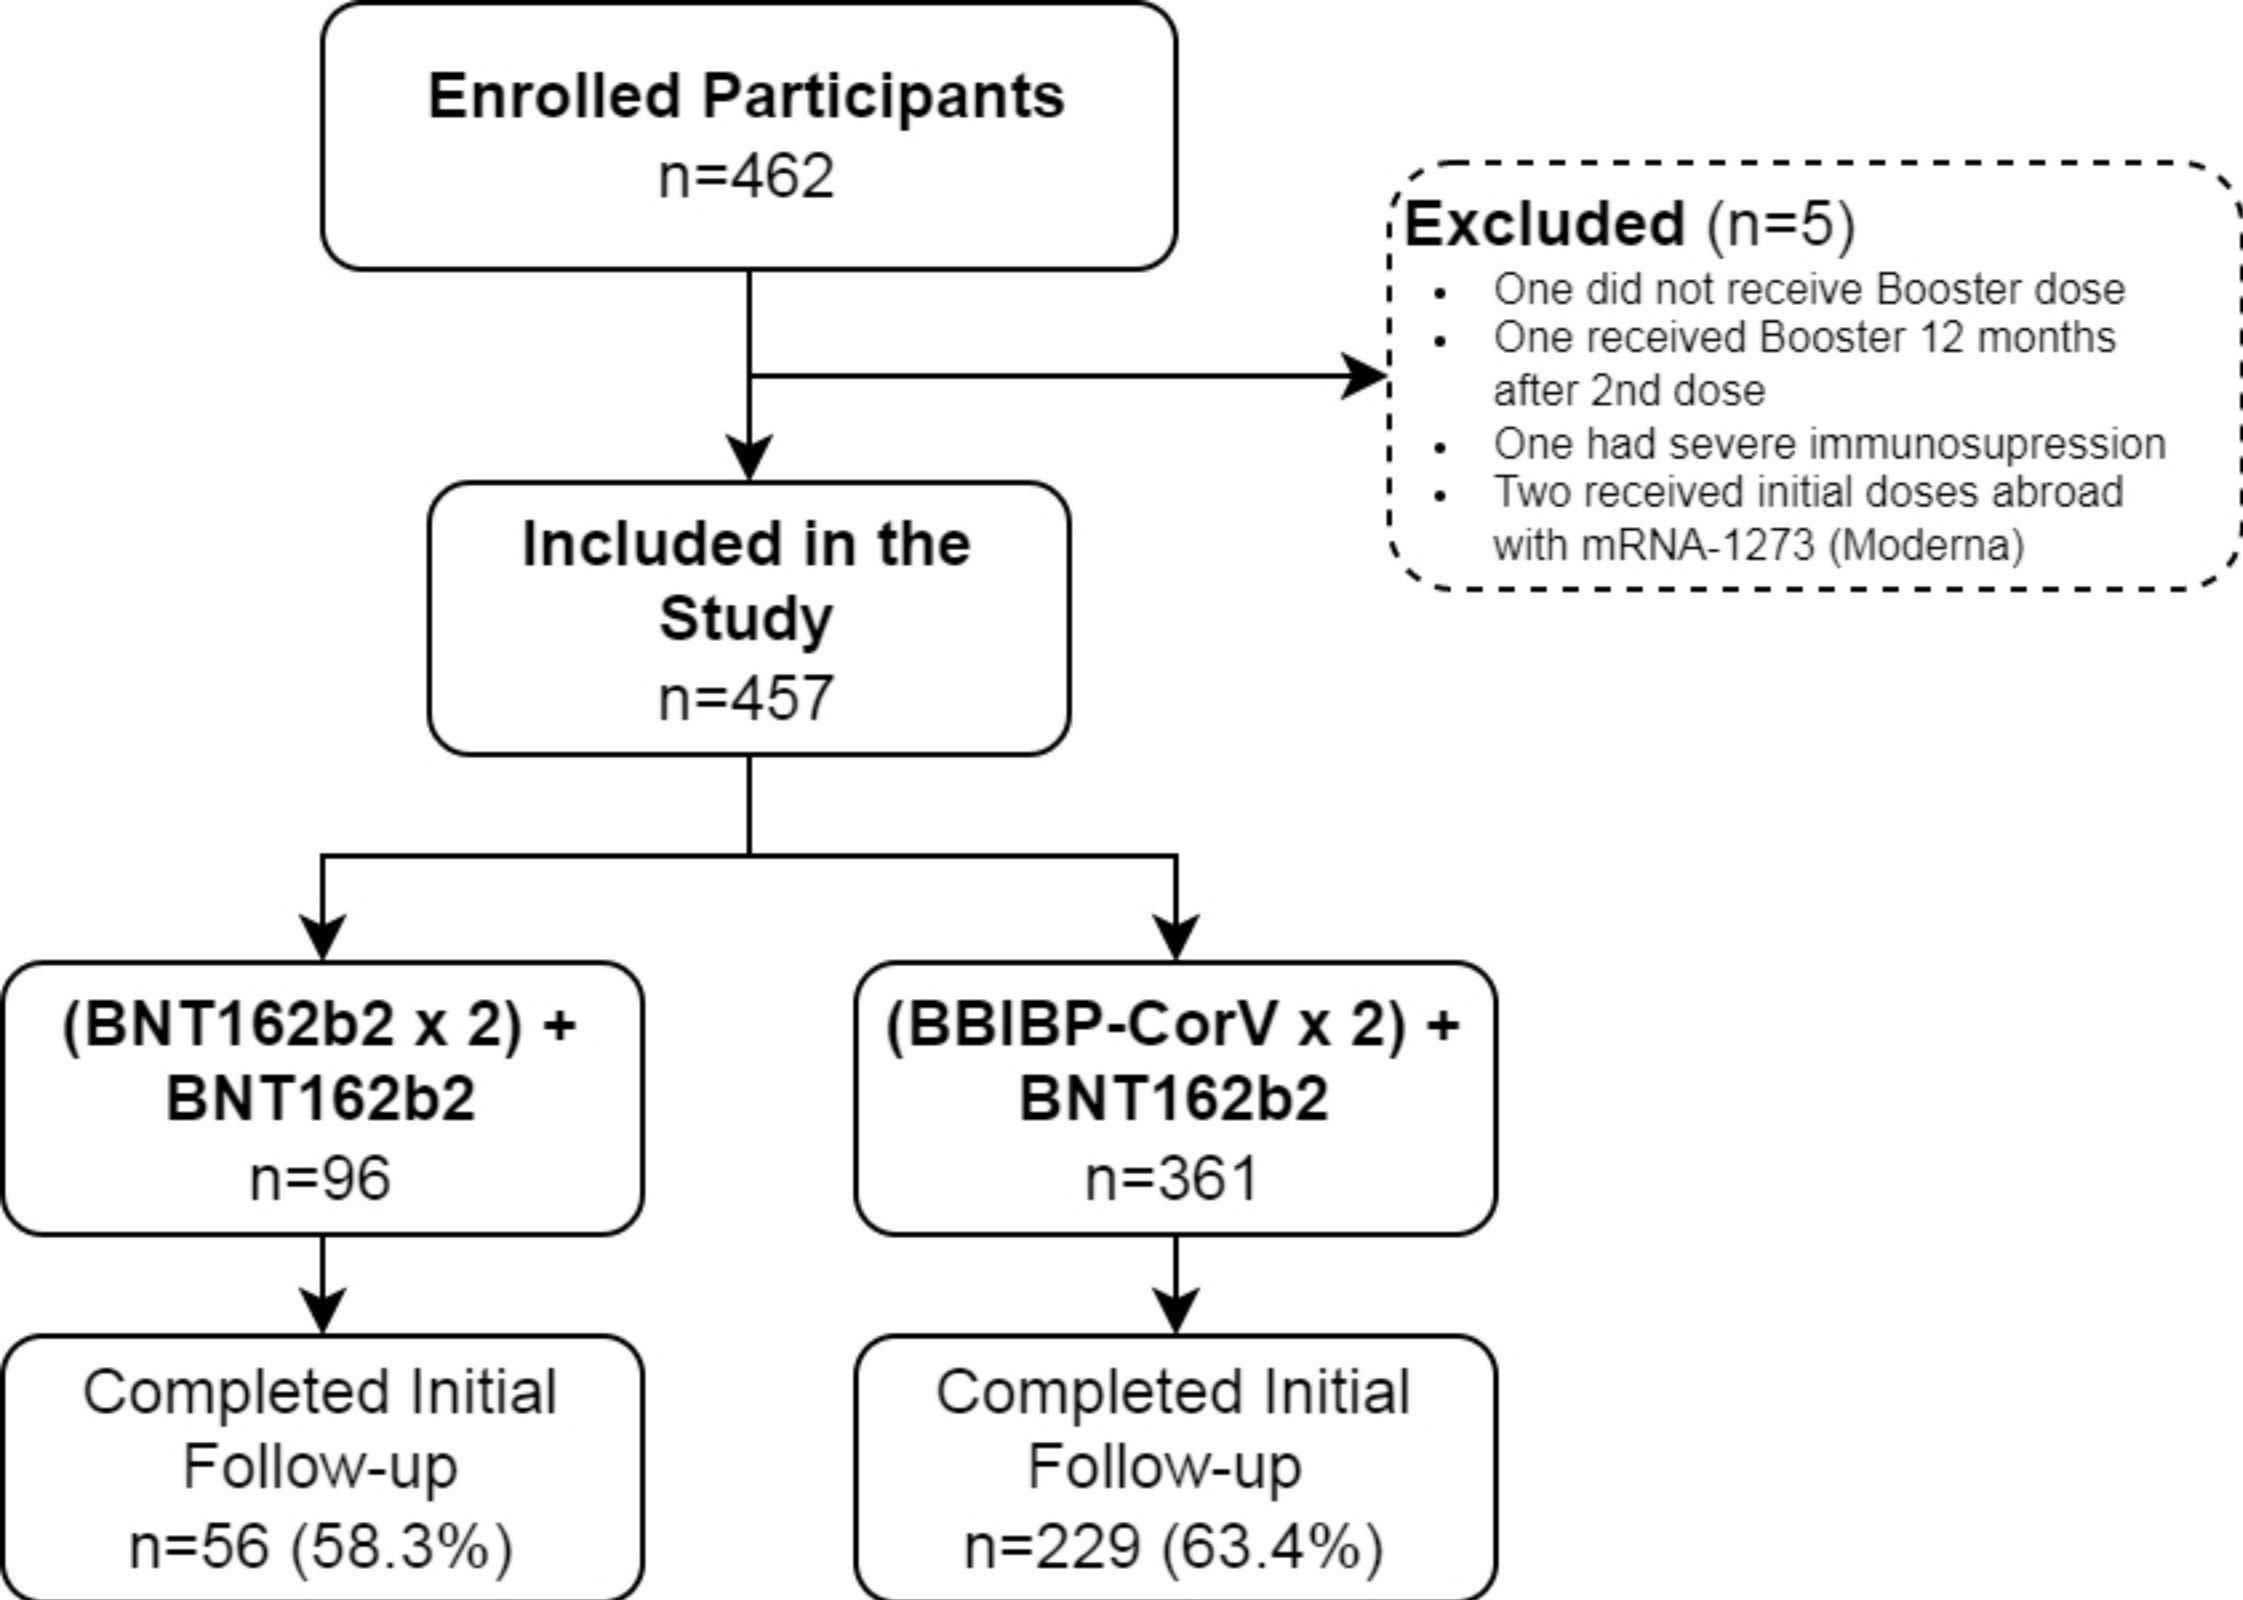 Enrolled Participants
n=462
Excluded (n=5)
• One did not receive Booster dose
• One received Booster 12 months
after 2nd dose
• One had severe immunosupression
• Two received initial doses abroad
with mRNA-1273 (Moderna)
Included in the
Study
n=457
(BNT162b2 x 2) +
BNT162b2
n=96
(BBIBP-CorV x 2) +
BNT162b2
n=361
Completed Initial
Follow-up
n=56 (58.3%)
Completed Initial
Follow-up
n=229 (63.4%)